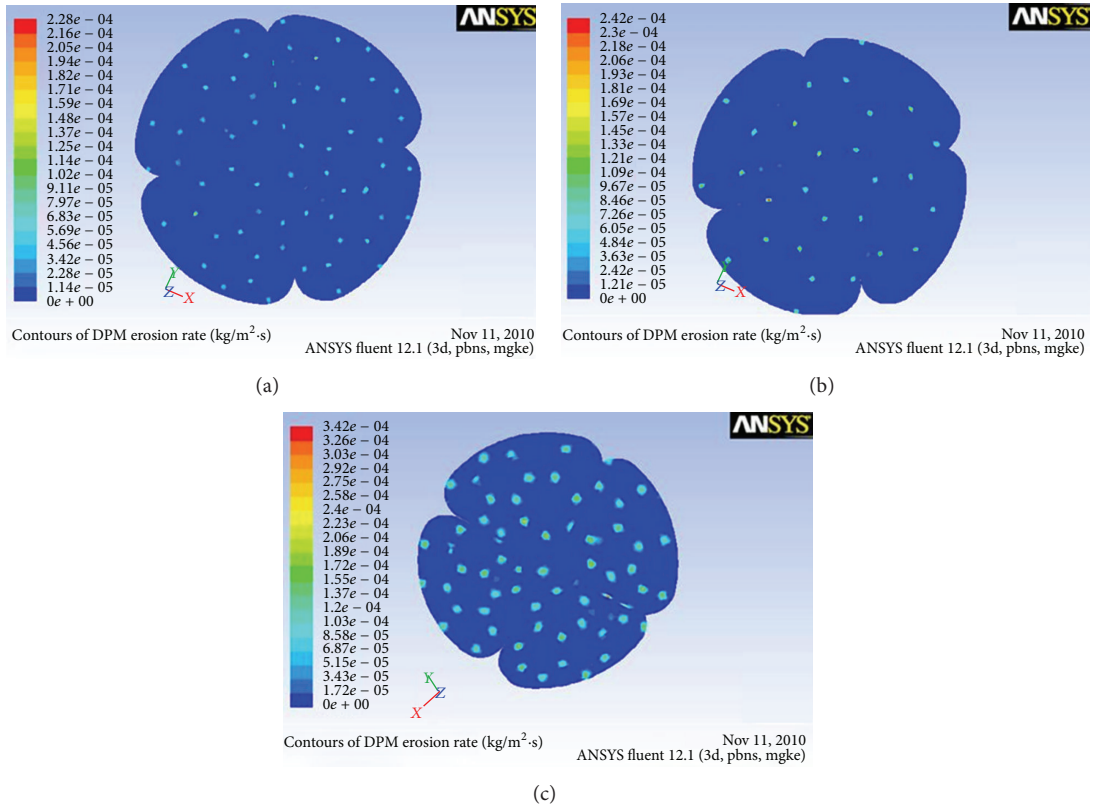 ANSYS
2.28e − 04
2.16e − 04
2.05e − 04
1.94e − 04
1.82e − 04
1.71e − 04
1.59e − 04
1.48e − 04
1.37e − 04
1.25e − 04
1.14e − 04
1.02e − 04
9.11e − 05
7.97e − 05
6.83e − 05
5.69e − 05
4.56e − 05
3.42e − 05
2.28e − 05
1.14e − 05
0e + 00
Y
Z
X
Contours of DPM erosion rate (kg/m²·s)
Nov 11, 2010
ANSYS fluent 12.1 (3d, pbns, mgke)
(a)
ANSYS
2.42e − 04
2.3e − 04
2.18e − 04
2.06e − 04
1.93e − 04
1.81e − 04
1.69e − 04
1.57e − 04
1.45e − 04
1.33e − 04
1.21e − 04
1.09e − 04
9.67e − 05
8.46e − 05
7.26e − 05
6.05e − 05
4.84e − 05
3.63e − 05
2.42e − 05
1.21e − 05
0e + 00
Y
Z
X
Contours of DPM erosion rate (kg/m²·s)
Nov 11, 2010
ANSYS fluent 12.1 (3d, pbns, mgke)
(b)
ANSYS
3.42e − 04
3.26e − 04
3.03e − 04
2.92e − 04
2.75e − 04
2.58e − 04
2.4e − 04
2.23e − 04
2.06e − 04
1.89e − 04
1.72e − 04
1.55e − 04
1.37e − 04
1.2e − 04
1.03e − 04
8.58e − 05
6.87e − 05
5.15e − 05
3.43e − 05
1.72e − 05
0e + 00
Y
Z
X
Contours of DPM erosion rate (kg/m²·s)
Nov 11, 2010
ANSYS fluent 12.1 (3d, pbns, mgke)
(c)